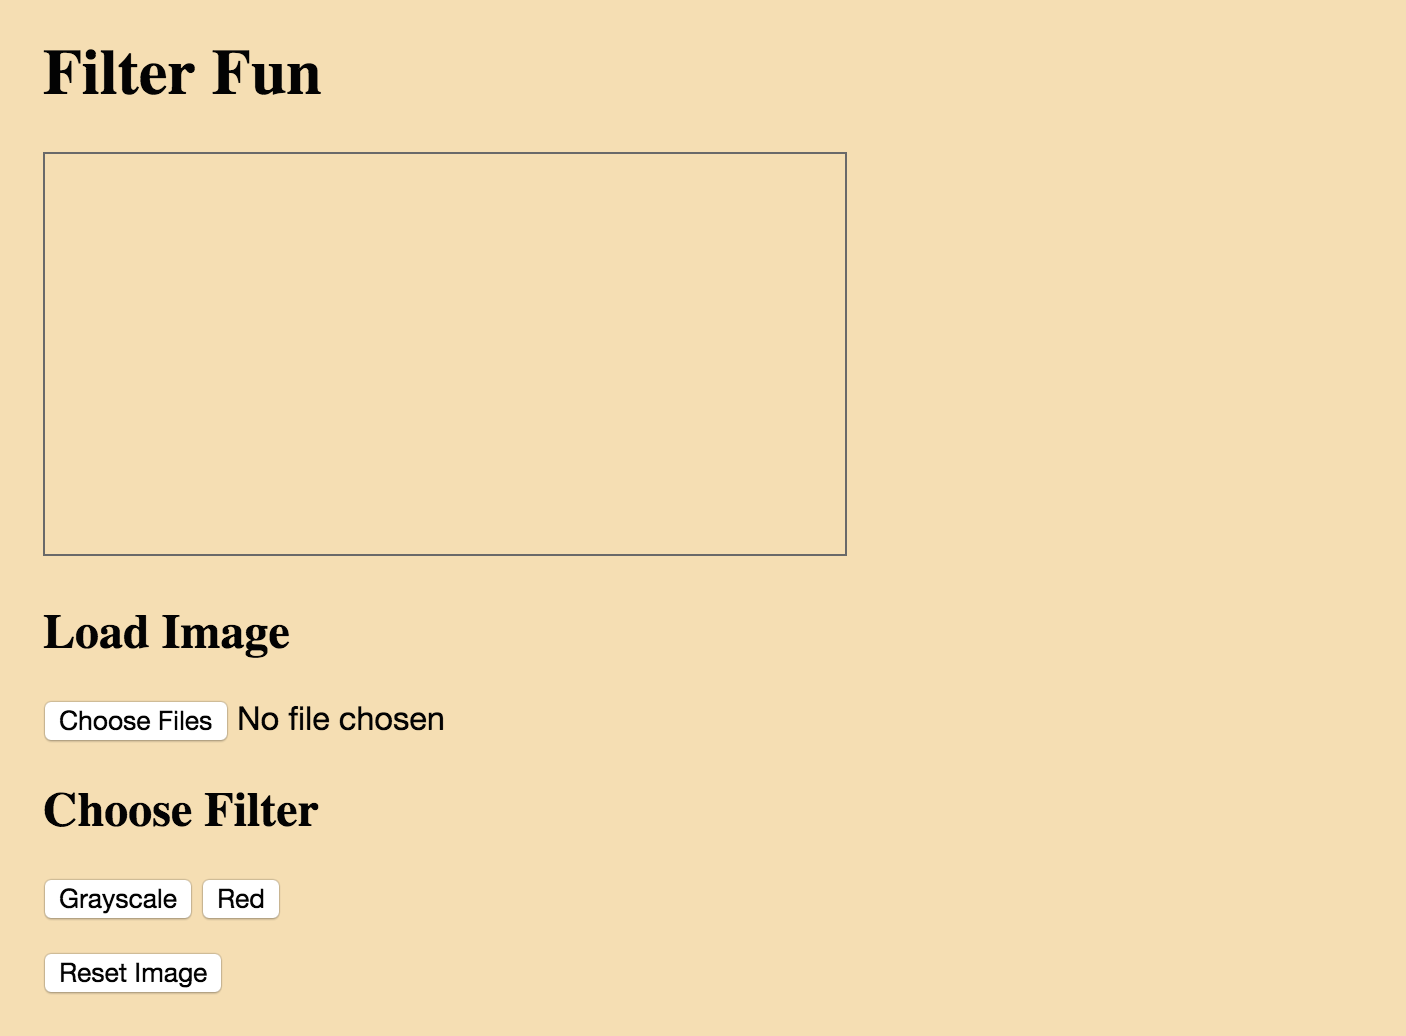 Filter Fun
Load Image
Choose Files No file chosen
Choose Filter
Grayscale Red
Reset Image